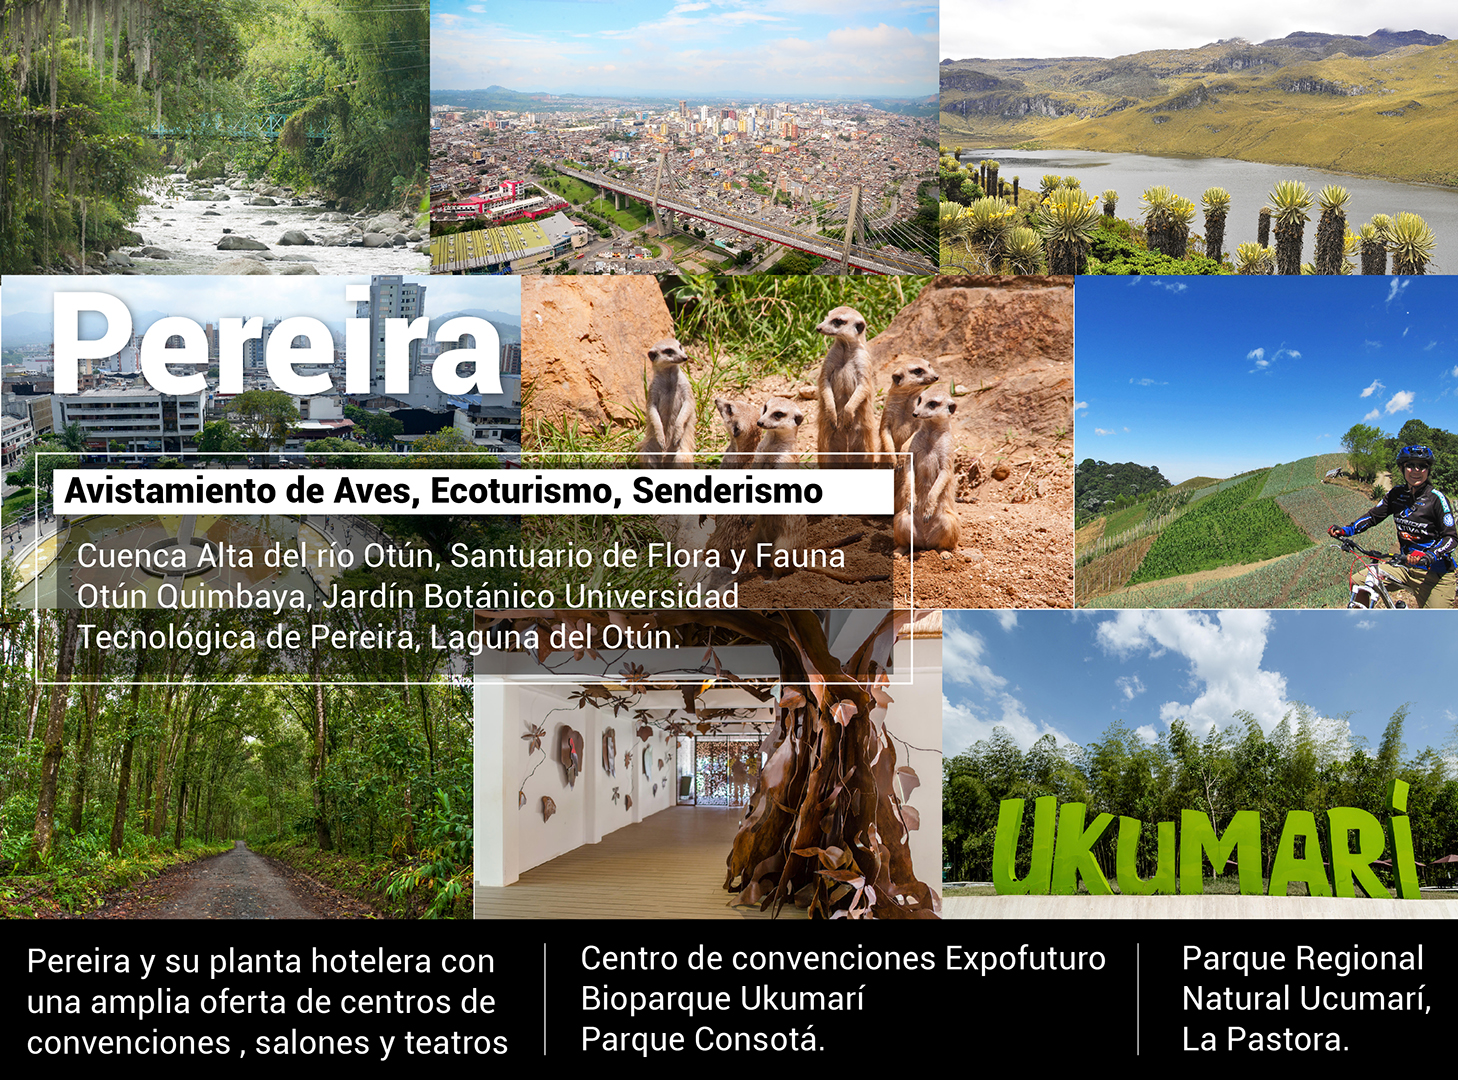 Pereira
Avistamiento de Aves, Ecoturismo, Senderismo
Cuenca Alta del río Otún, Santuario de Flora y Fauna
Otún Quimbaya, Jardín Botánico Universidad
Tecnológica de Pereira, Laguna del Otún.
UKUMARÍ
Pereira y su planta hotelera con
una amplia oferta de centros de
convenciones , salones y teatros
Centro de convenciones Expofuturo
Bioparque Ukumarí
Parque Consotá.
Parque Regional
Natural Ucumarí,
La Pastora.